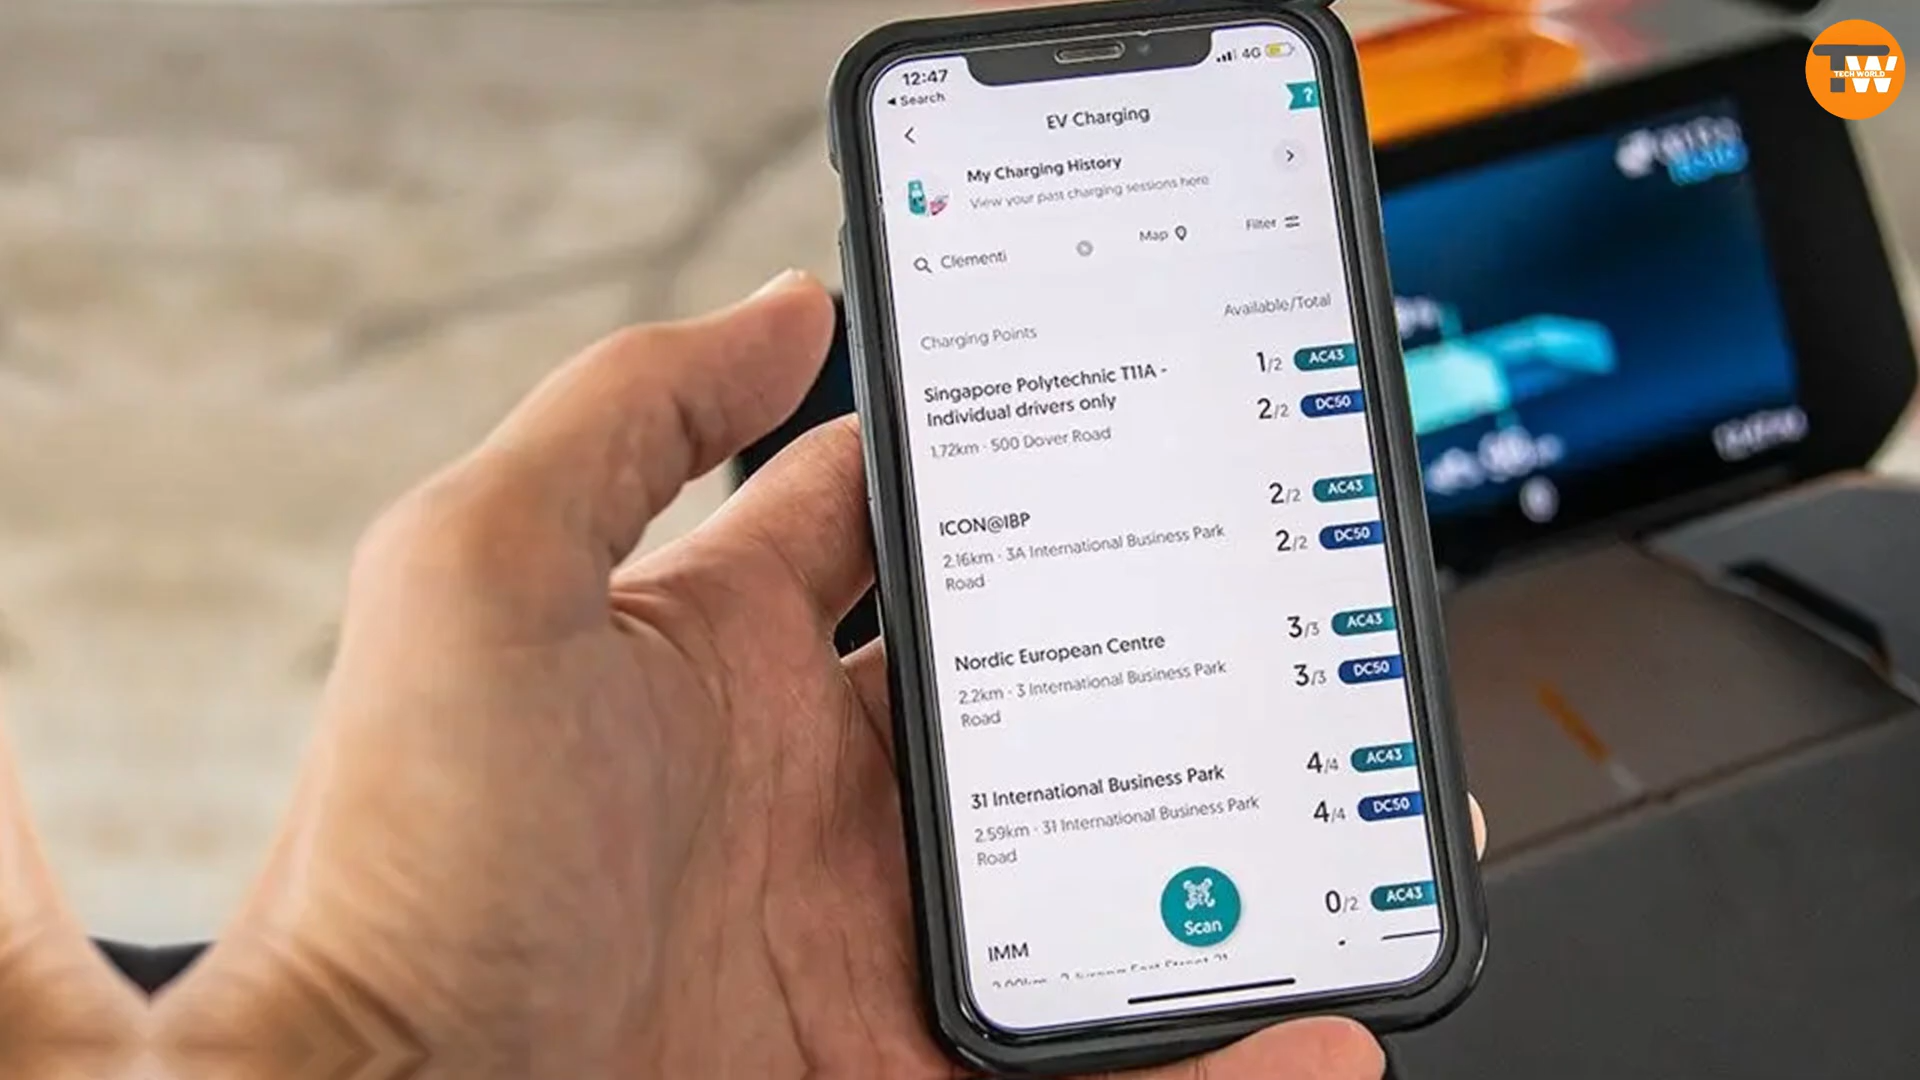 TW
TECH WORLD
12:47
4G
Search
?
EV Charging
My Charging History
View your past charging sessions here
Clementi
Map
Filter
Available/Total
Charging Points
Singapore Polytechnic T11A -
Individual drivers only
1.72km · 500 Dover Road
1/2 AC43
2/2 DC50
ICON@IBP
2.16km · 3A International Business Park
Road
2/2 AC43
2/2 DC50
Nordic European Centre
2.2km · 3 International Business Park
Road
3/3 AC43
3/3 DC50
31 International Business Park
2.59km · 31 International Business Park
Road
4/4 AC43
4/4 DC50
IMM
0/2 AC43
Scan